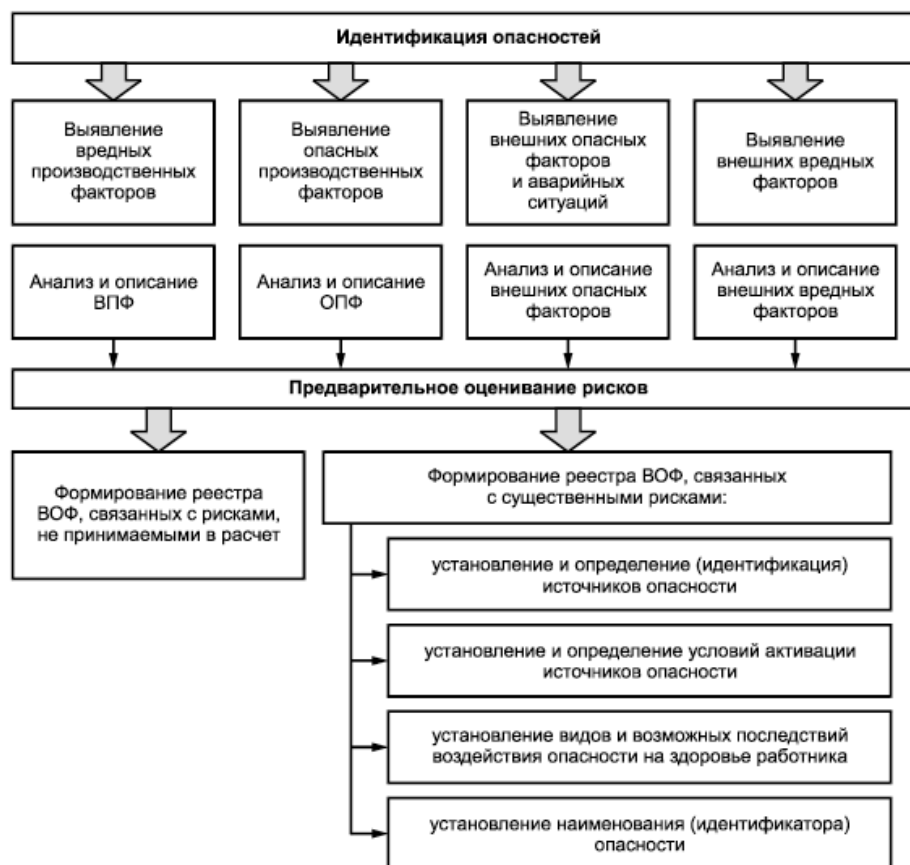 Идентификация опасностей
Выявление
вредных
производственных
факторов
Выявление
опасных
производственных
факторов
Выявление
внешних опасных
факторов
и аварийных
ситуаций
Выявление
внешних вредных
факторов
Анализ и описание
ВПФ
Анализ и описание
ОПФ
Анализ и описание
внешних опасных
факторов
Анализ и описание
внешних вредных
факторов
Предварительное оценивание рисков
Формирование реестра
ВОФ, связанных с рисками,
не принимаемыми в расчет
Формирование реестра ВОФ, связанных
с существенными рисками:
установление и определение (идентификация)
источников опасности
установление и определение условий активации
источников опасности
установление видов и возможных последствий
воздействия опасности на здоровье работника
установление наименования (идентификатора)
опасности